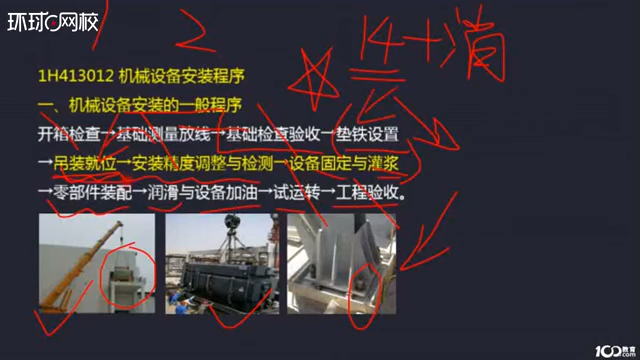 环球网校
1 2 14+消
1H413012 机械设备安装程序
一、机械设备安装的一般程序
开箱检查→基础测量放线→基础检查验收→垫铁设置
→吊装就位→安装精度调整与检测→设备固定与灌浆
→零部件装配→润滑与设备加油→试运转→工程验收。
100教育
.com